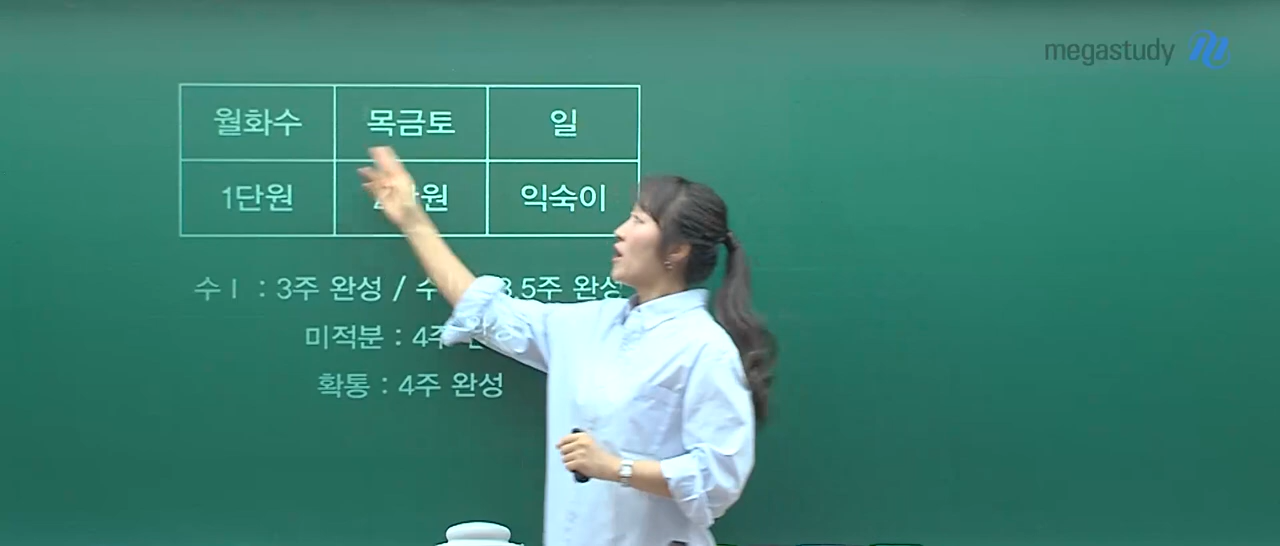 megastudy
월화수 목금토 일
1단원 익숙이
수Ⅰ : 3주 완성 / 수 3.5주 완성
미적분 : 4주
확통 : 4주 완성